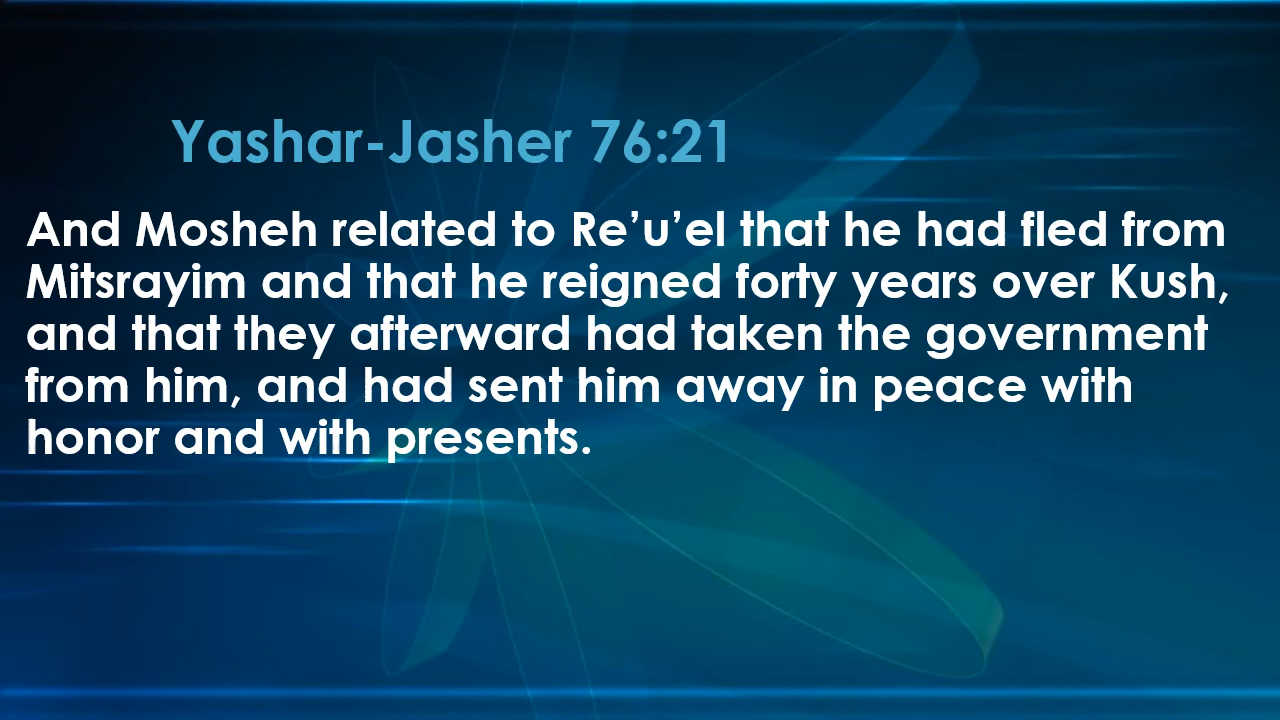 Yashar-Jasher 76:21
And Mosheh related to Re’u’el that he had fled from
Mitsrayim and that he reigned forty years over Kush,
and that they afterward had taken the government
from him, and had sent him away in peace with
honor and with presents.